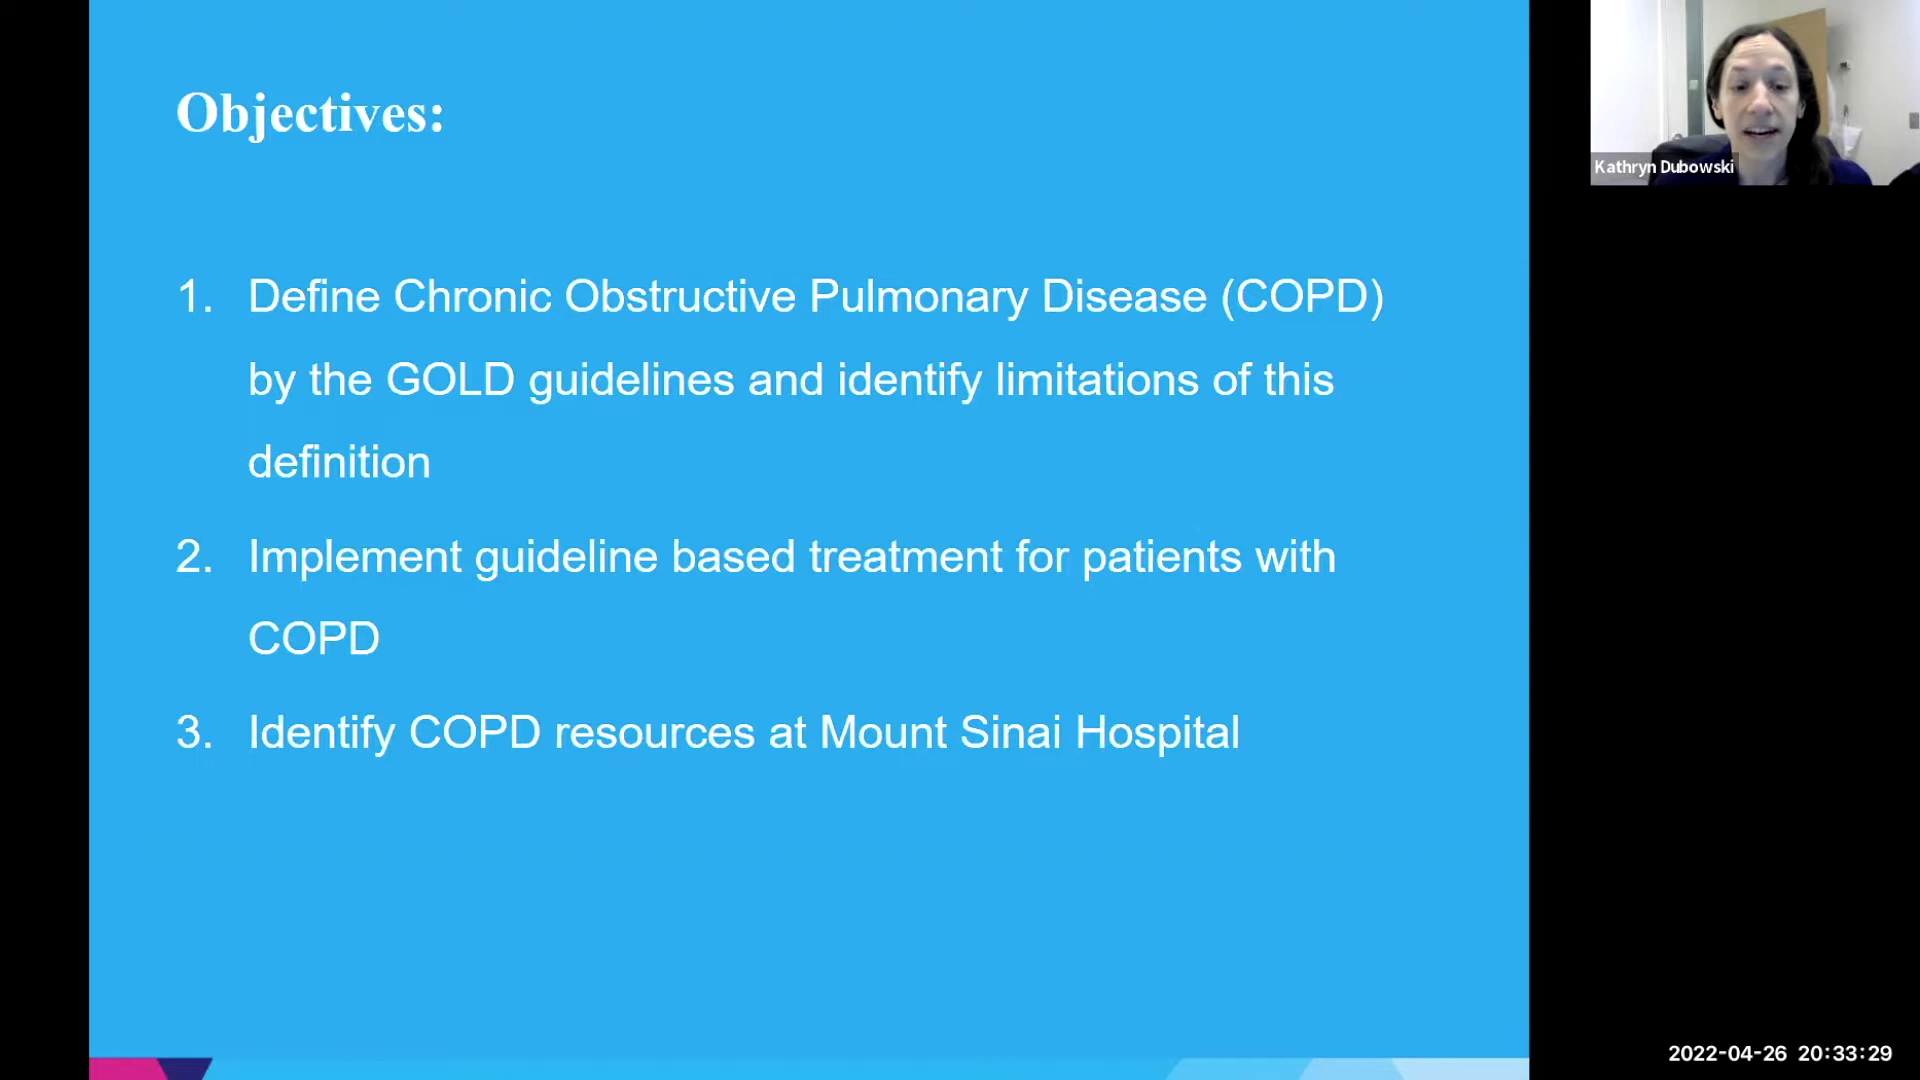 Objectives:
1. Define Chronic Obstructive Pulmonary Disease (COPD)
by the GOLD guidelines and identify limitations of this
definition
2. Implement guideline based treatment for patients with
COPD
3. Identify COPD resources at Mount Sinai Hospital
Kathryn Dubowski
2022-04-26 20:33:29